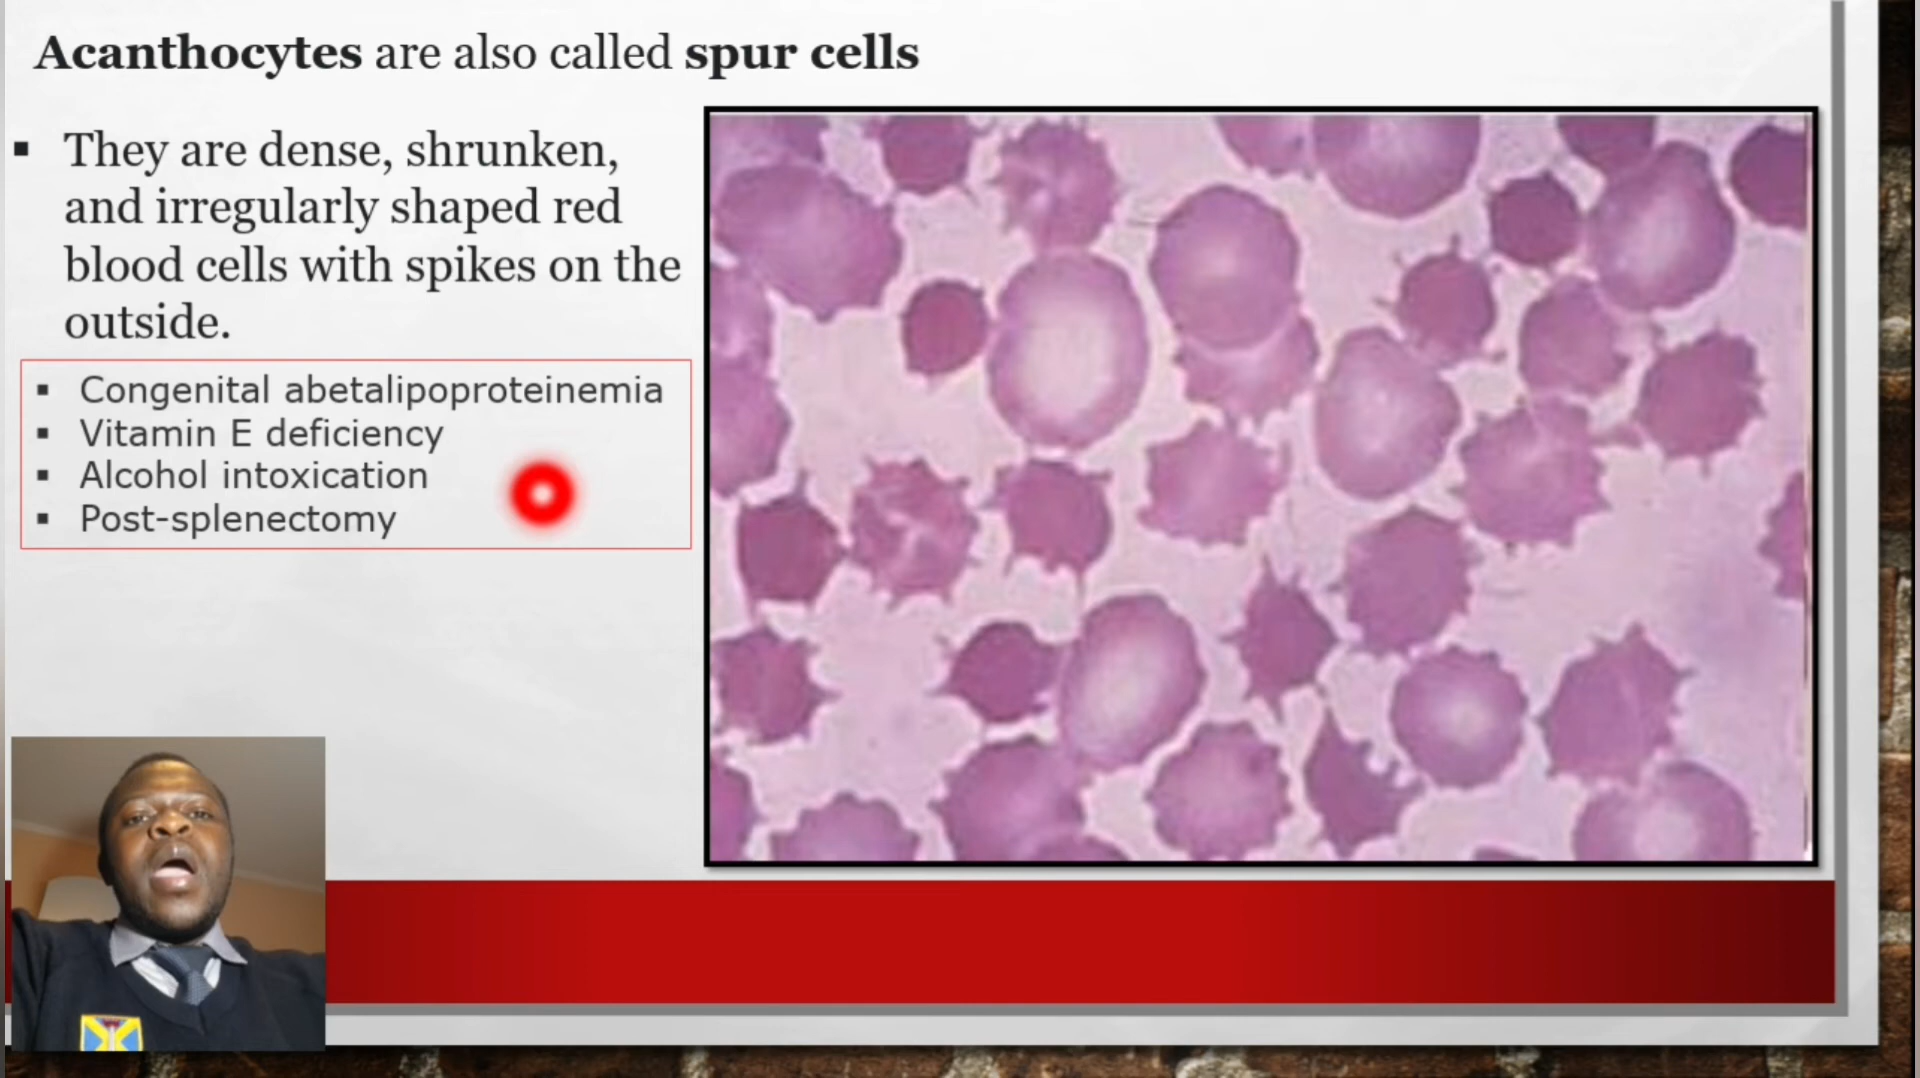 Acanthocytes are also called spur cells
▪ They are dense, shrunken,
and irregularly shaped red
blood cells with spikes on the
outside.
▪ Congenital abetalipoproteinemia
▪ Vitamin E deficiency
▪ Alcohol intoxication
▪ Post-splenectomy